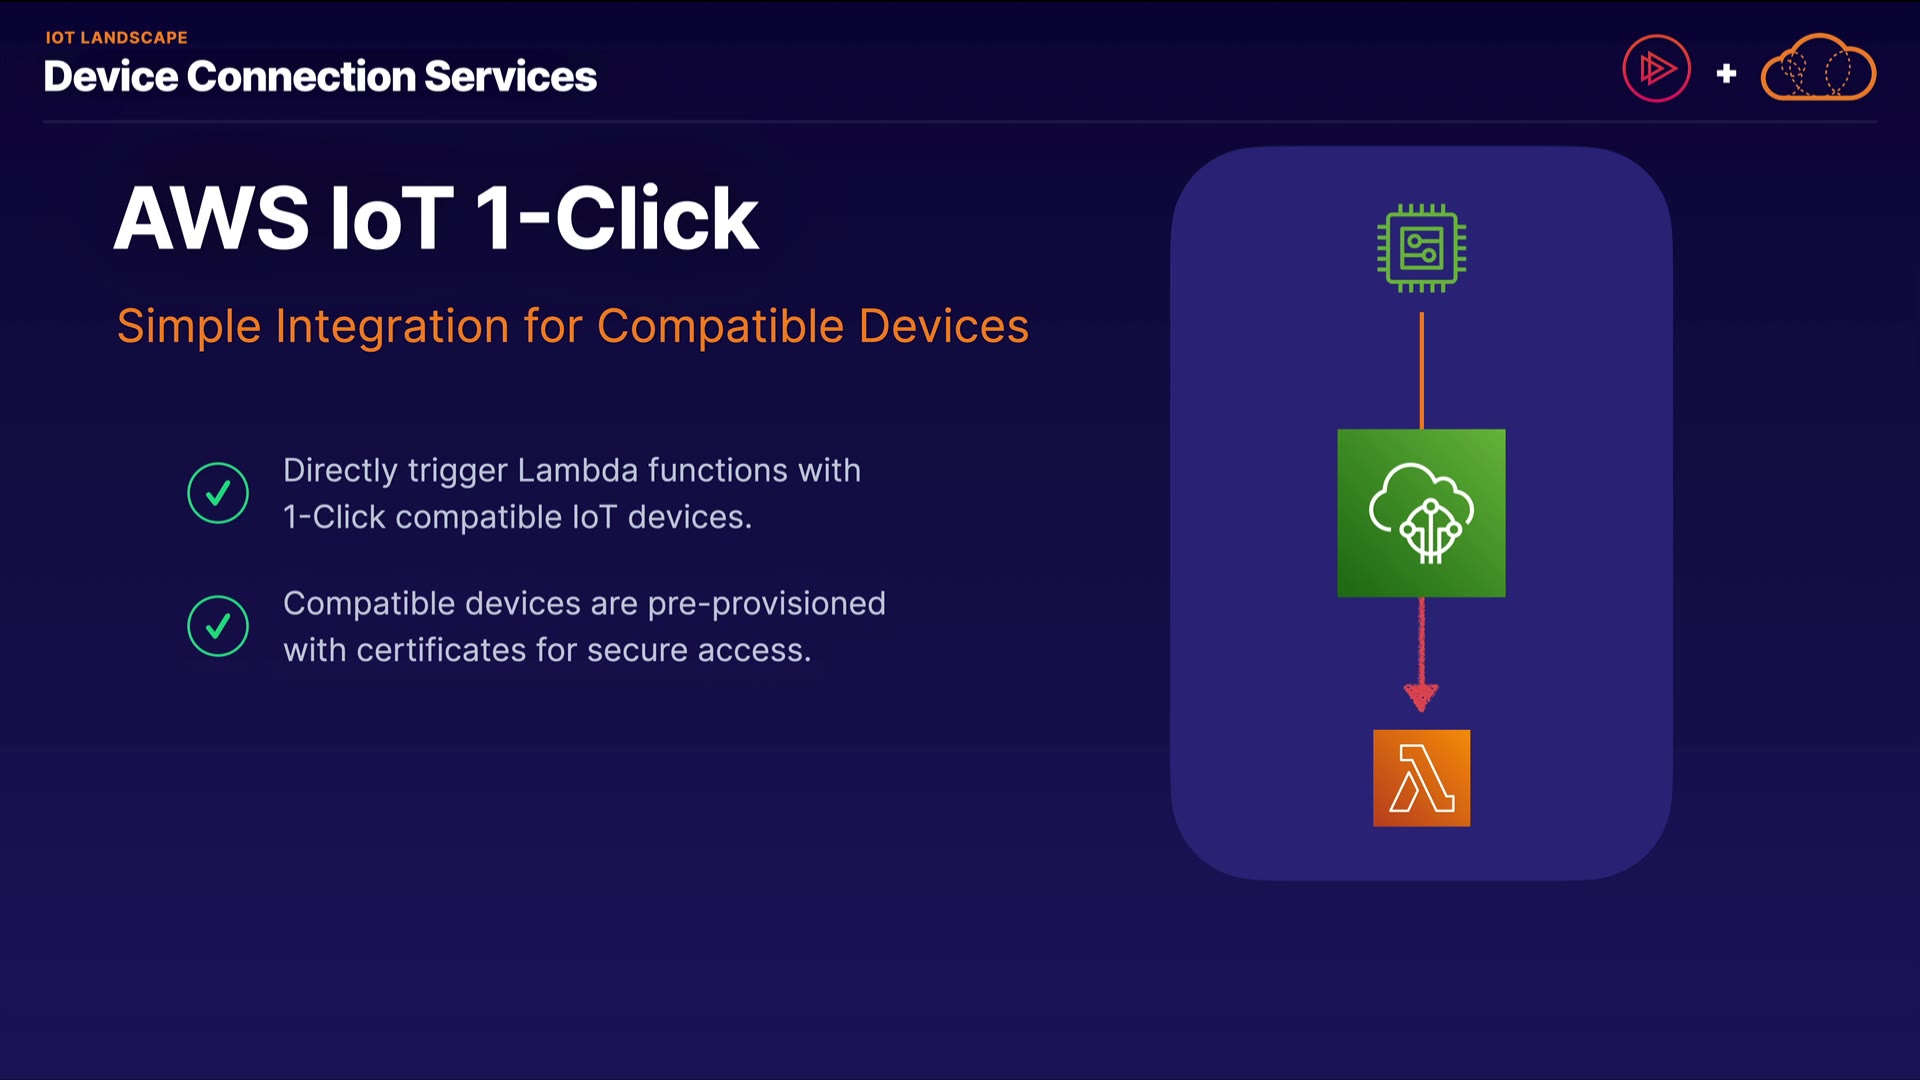 IOT LANDSCAPE
Device Connection Services
AWS IoT 1-Click
Simple Integration for Compatible Devices
Directly trigger Lambda functions with
1-Click compatible IoT devices.
Compatible devices are pre-provisioned
with certificates for secure access.